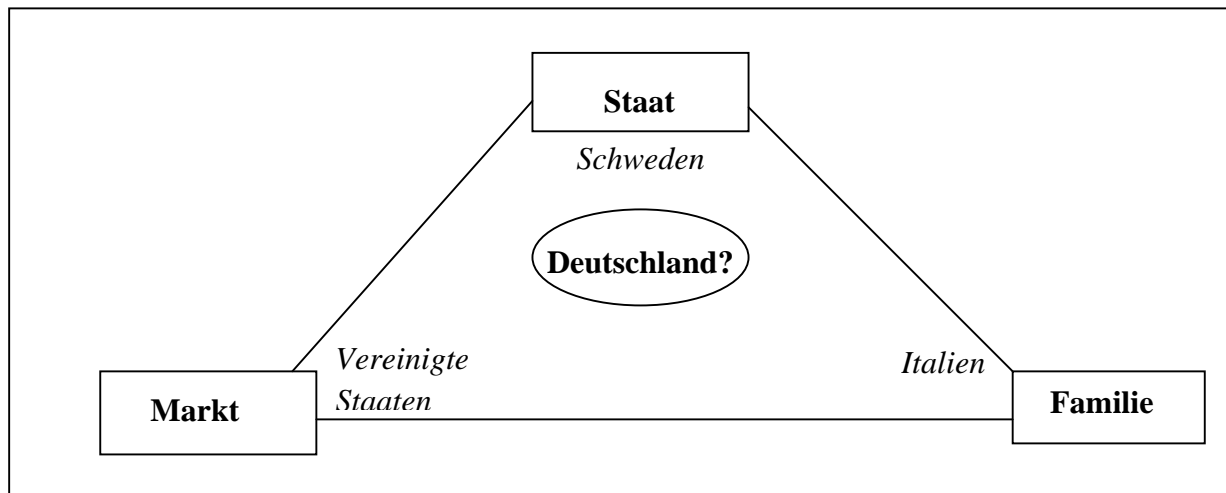 Staat
Schweden
Deutschland?
Vereinigte
Staaten
Italien
Markt
Familie